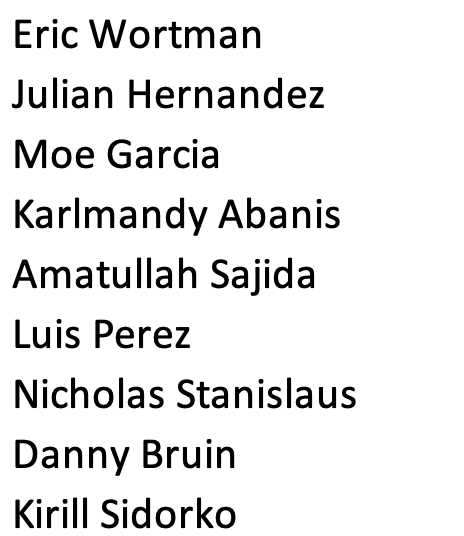 Eric Wortman
Julian Hernandez
Moe Garcia
Karlmandy Abanis
Amatullah Sajida
Luis Perez
Nicholas Stanislaus
Danny Bruin
Kirill Sidorko